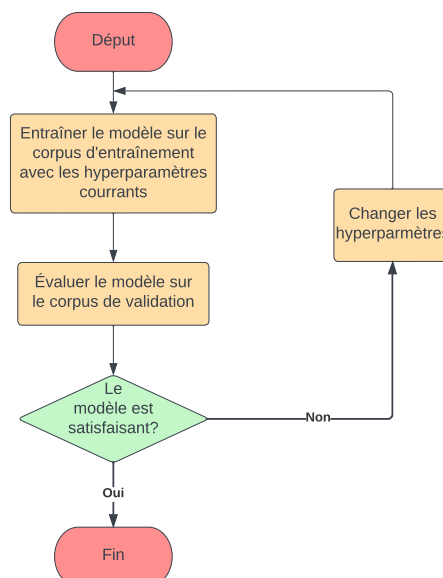 Déput
Entraîner le modèle sur le
corpus d'entraînement
avec les hyperparamètres
courrants
Changer les
hyperparmètres
Évaluer le modèle sur
le corpus de validation
Le
modèle est
satisfaisant?
Non
Oui
Fin